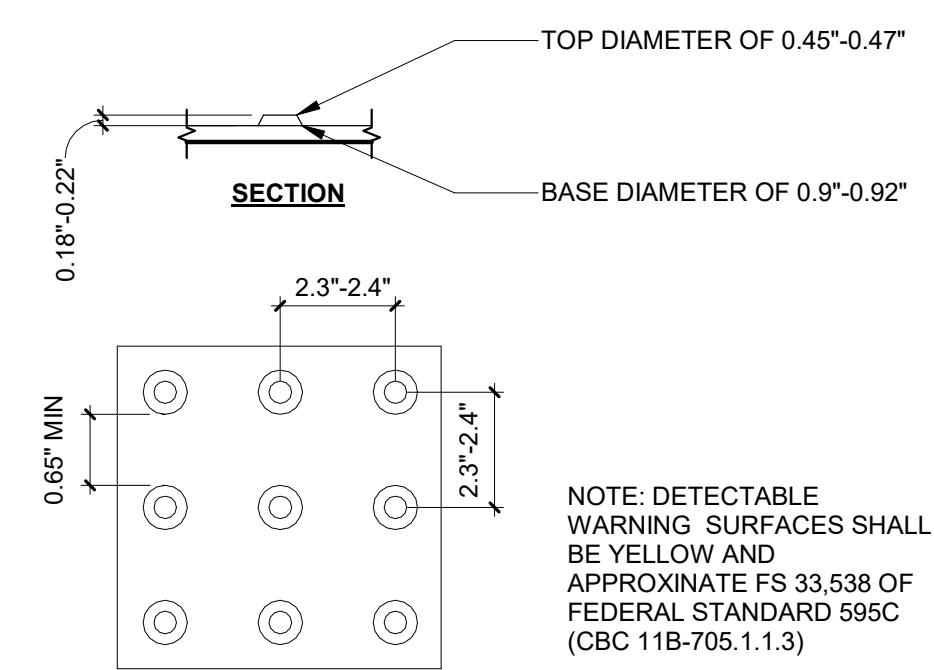 TOP DIAMETER OF 0.45"-0.47"
0.18"-0.22"
SECTION
BASE DIAMETER OF 0.9"-0.92"
2.3"-2.4"
0.65" MIN
2.3"-2.4"
NOTE: DETECTABLE
WARNING SURFACES SHALL
BE YELLOW AND
APPROXINATE FS 33,538 OF
FEDERAL STANDARD 595C
(CBC 11B-705.1.1.3)